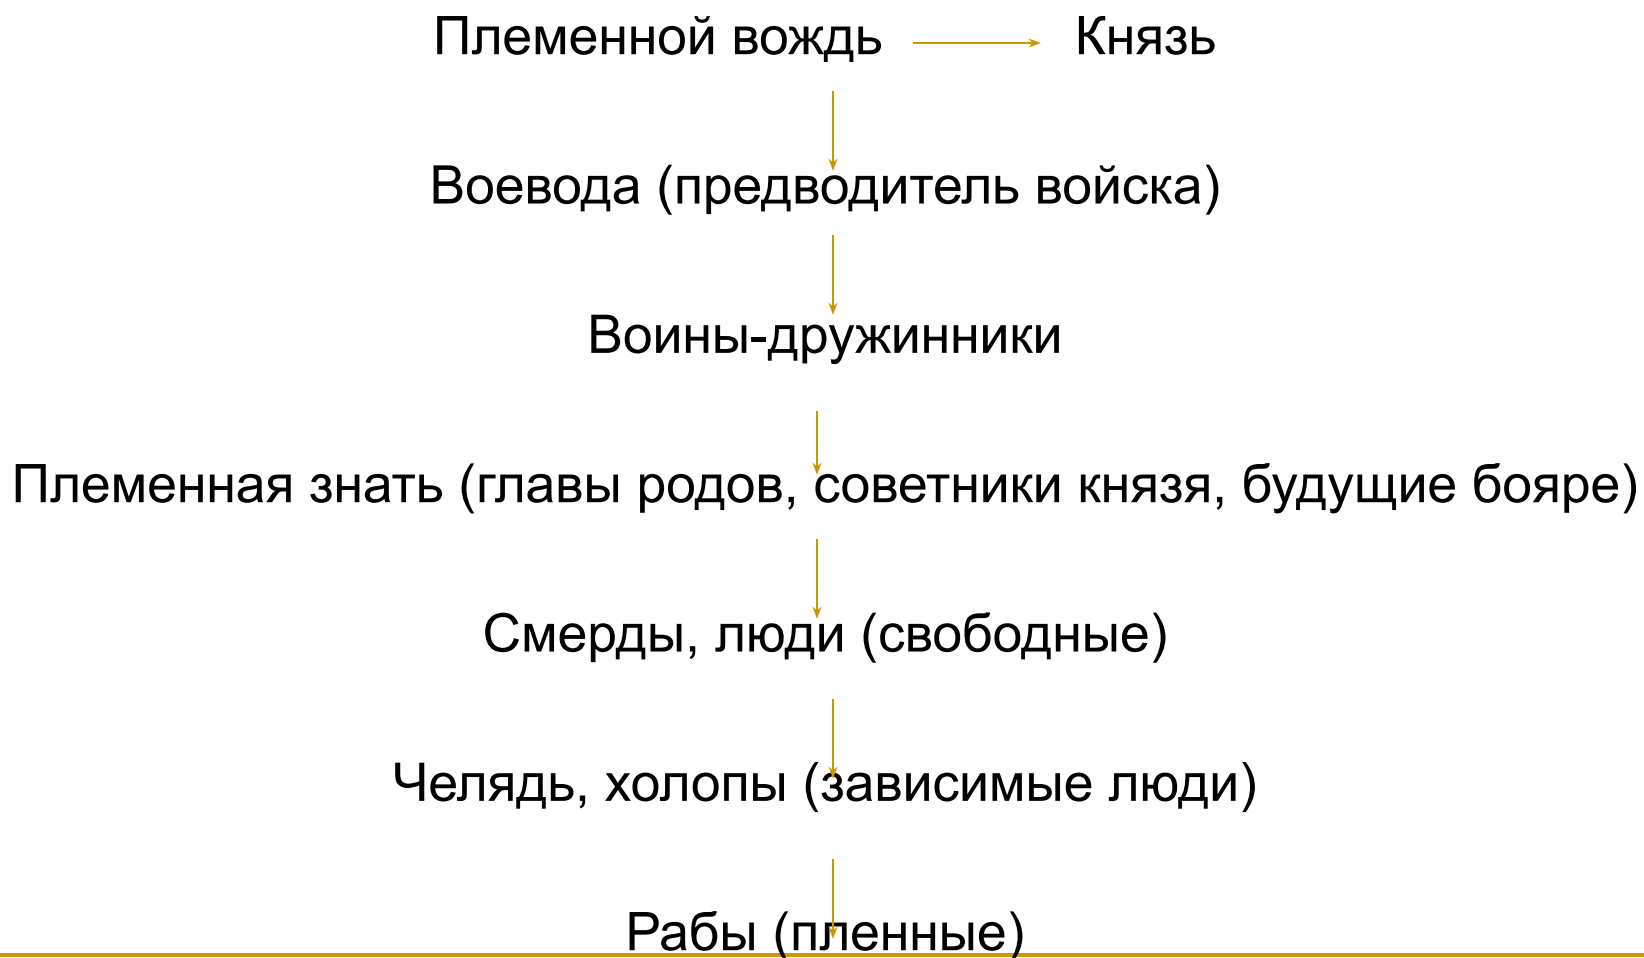 Племенной вождь Князь
Воевода (предводитель войска)
Воины-дружинники
Племенная знать (главы родов, советники князя, будущие бояре)
Смерды, люди (свободные)
Челядь, холопы (зависимые люди)
Рабы (пленные)